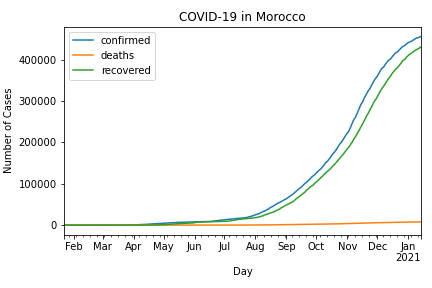 COVID-19 in Morocco
confirmed
deaths
recovered
Number of Cases
400000
300000
200000
100000
0
Feb Mar Apr May Jun Jul Aug Sep Oct Nov Dec Jan
2021
Day